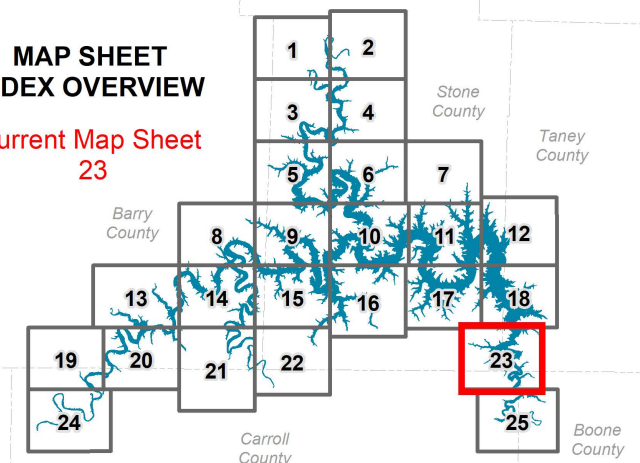 MAP SHEET
DEX OVERVIEW
urrent Map Sheet
23
Stone
County
Taney
County
Barry
County
Carroll
County
Boone
County
1
2
3
4
5
6
7
8
9
10
11
12
13
14
15
16
17
18
19
20
21
22
23
24
25